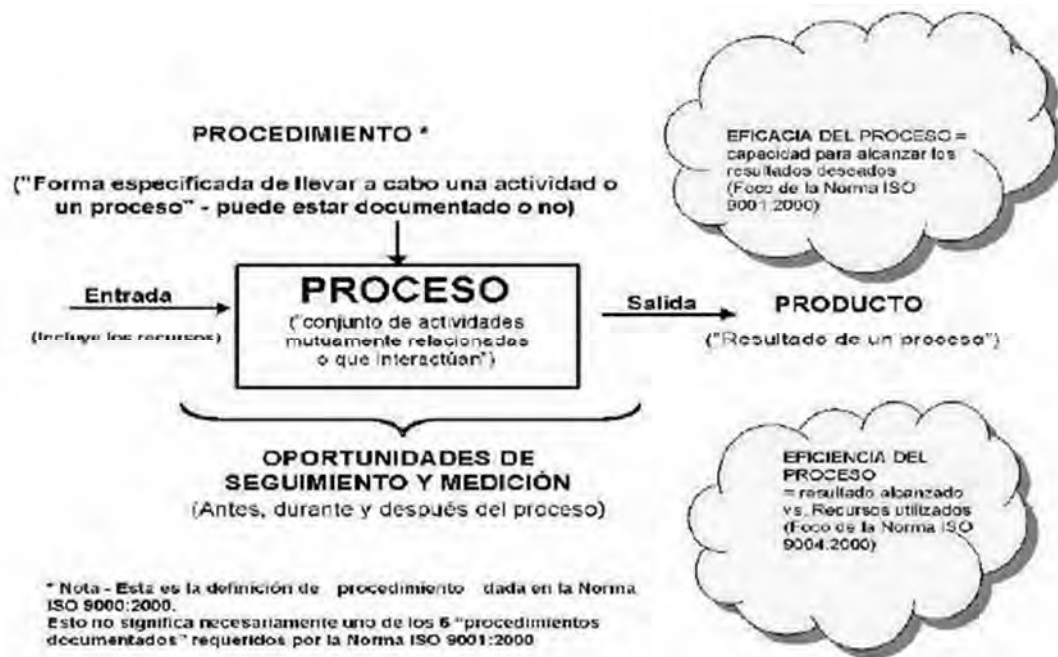 PROCEDIMIENTO *
("Forma especificada de llevar a cabo una actividad o
un proceso" - puede estar documentado o no)
EFICACIA DEL PROCESO =
capacidad para alcanzar los
resultados deseados
(Foco de la Norma ISO
9001:2000)
Entrada
(Incluye los recursos)
PROCESO
("conjunto de actividades
mutuamente relacionadas
o que interactúan")
Salida
PRODUCTO
("Resultado de un proceso")
OPORTUNIDADES DE
SEGUIMIENTO Y MEDICIÓN
(Antes, durante y después del proceso)
EFICIENCIA DEL
PROCESO
= resultado alcanzado
vs. Recursos utilizados
(Foco de la Norma ISO
9004:2000)
* Nota - Esta es la definición de procedimiento dada en la Norma
ISO 9000:2000.
Esto no significa necesariamente uno de los 6 "procedimientos
documentados" requeridos por la Norma ISO 9001:2000